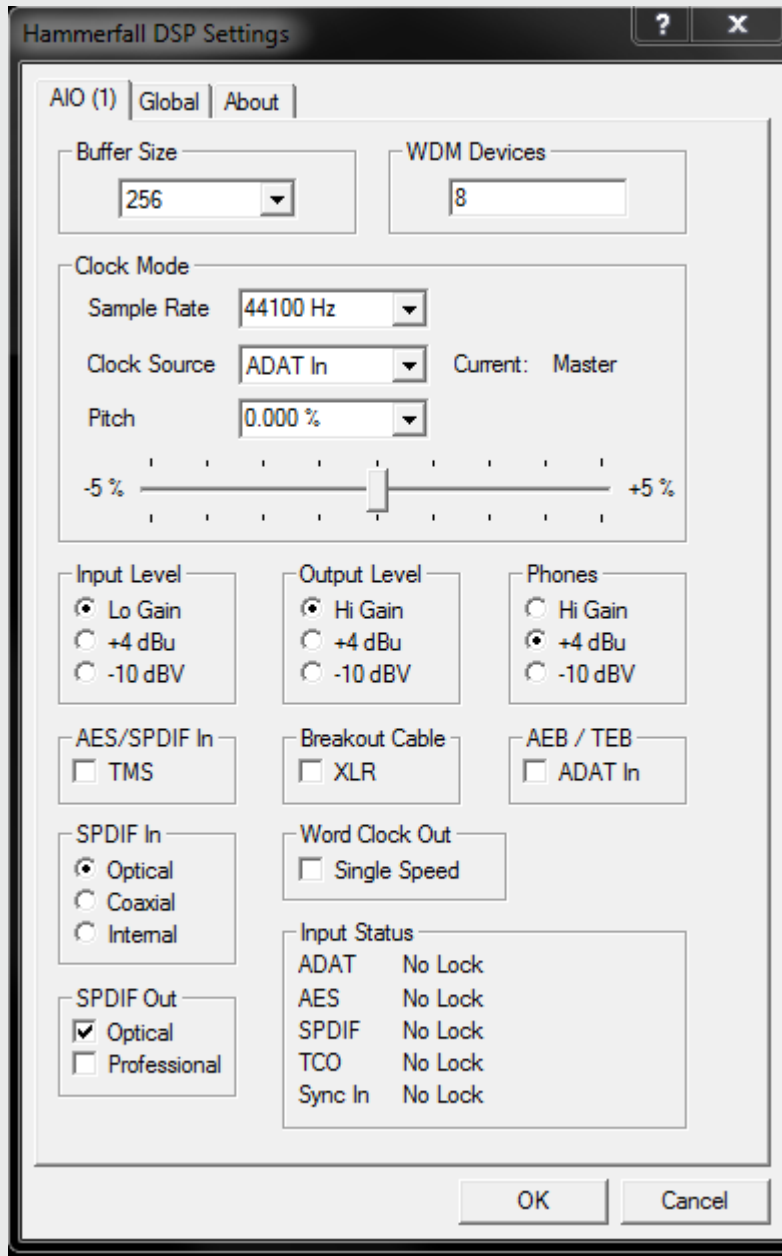 Hammerfall DSP Settings
? x
AIO (1) Global About
Buffer Size
256
WDM Devices
8
Clock Mode
Sample Rate 44100 Hz
Clock Source ADAT In Current: Master
Pitch 0.000 %
-5 % +5 %
Input Level
Lo Gain
+4 dBu
-10 dBV
Output Level
Hi Gain
+4 dBu
-10 dBV
Phones
Hi Gain
+4 dBu
-10 dBV
AES/SPDIF In
TMS
Breakout Cable
XLR
AEB / TEB
ADAT In
SPDIF In
Optical
Coaxial
Internal
Word Clock Out
Single Speed
SPDIF Out
Optical
Professional
Input Status
ADAT No Lock
AES No Lock
SPDIF No Lock
TCO No Lock
Sync In No Lock
OK Cancel